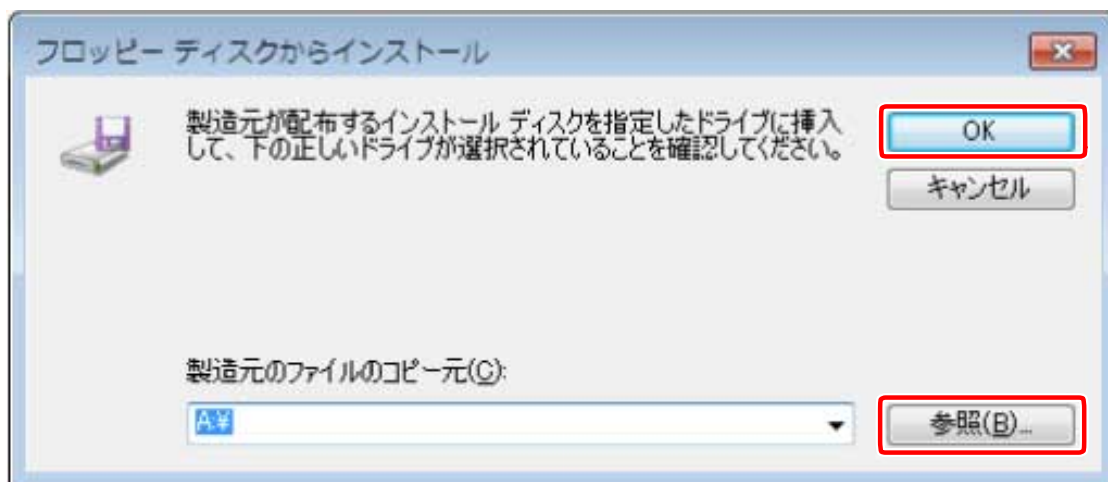 フロッピー ディスクからインストール
製造元が配布するインストール ディスクを指定したドライブに挿入
して、下の正しいドライブが選択されていることを確認してください。
OK
キャンセル
製造元のファイルのコピー元(C):
A:¥
参照(B)...